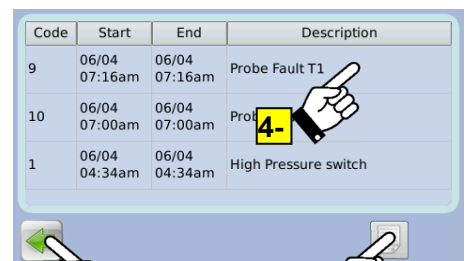 Code Start End Description
9 06/04 07:16am 06/04 07:16am Probe Fault T1
10 06/04 07:00am 06/04 07:00am
4-
1 06/04 04:34am 06/04 04:34am High Pressure switch